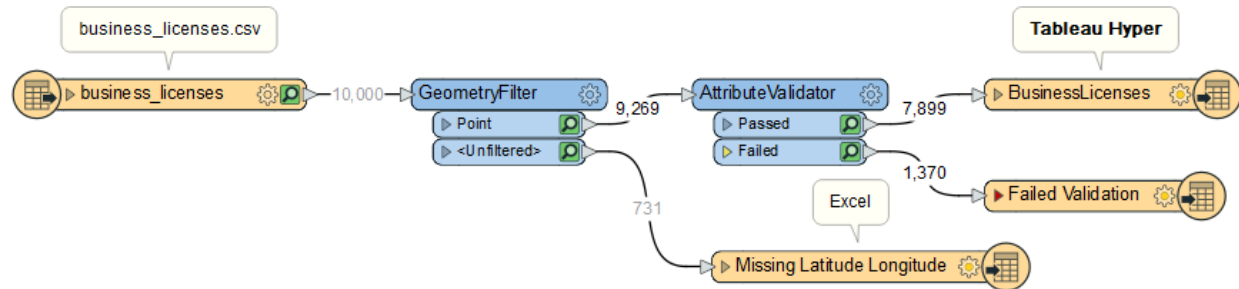 business_licenses.csv
Tableau Hyper
business_licenses
10,000
GeometryFilter
AttributeValidator
BusinessLicenses
9,269
7,899
Point
Passed
<Unfiltered>
Failed
1,370
Failed Validation
731
Excel
Missing Latitude Longitude